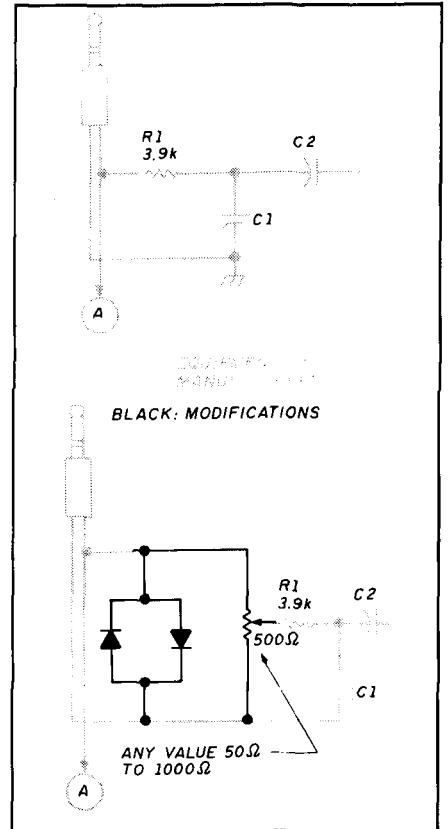 R1
3.9k
C2
C1
A
BLACK: MODIFICATIONS
R1
3.9k
C2
500Ω
C1
ANY VALUE 50Ω
TO 1000Ω
A